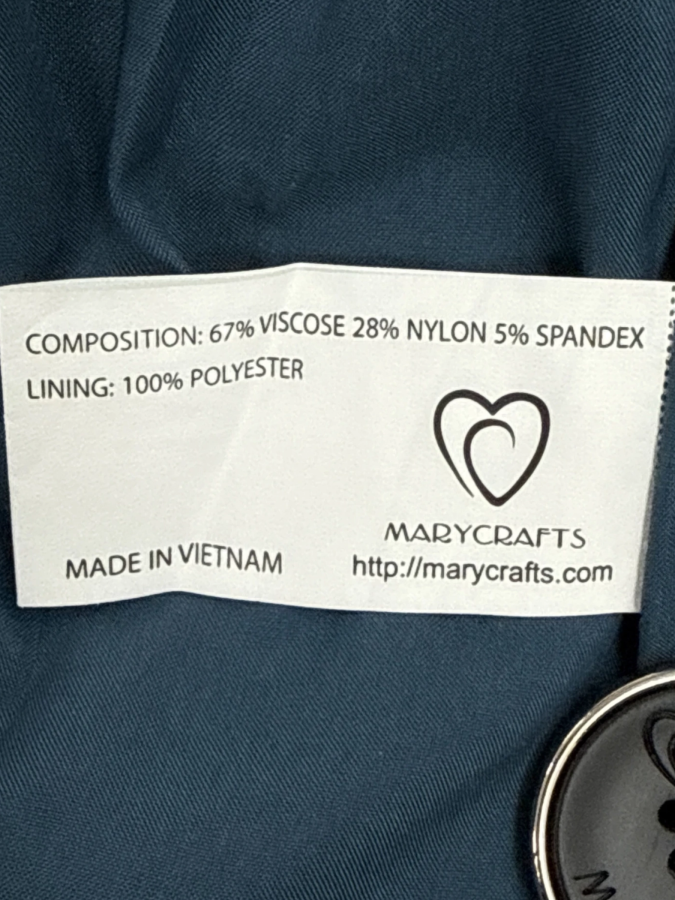 COMPOSITION: 67% VISCOSE 28% NYLON 5% SPANDEX
LINING: 100% POLYESTER
MADE IN VIETNAM
MARYCRAFTS
http://marycrafts.com